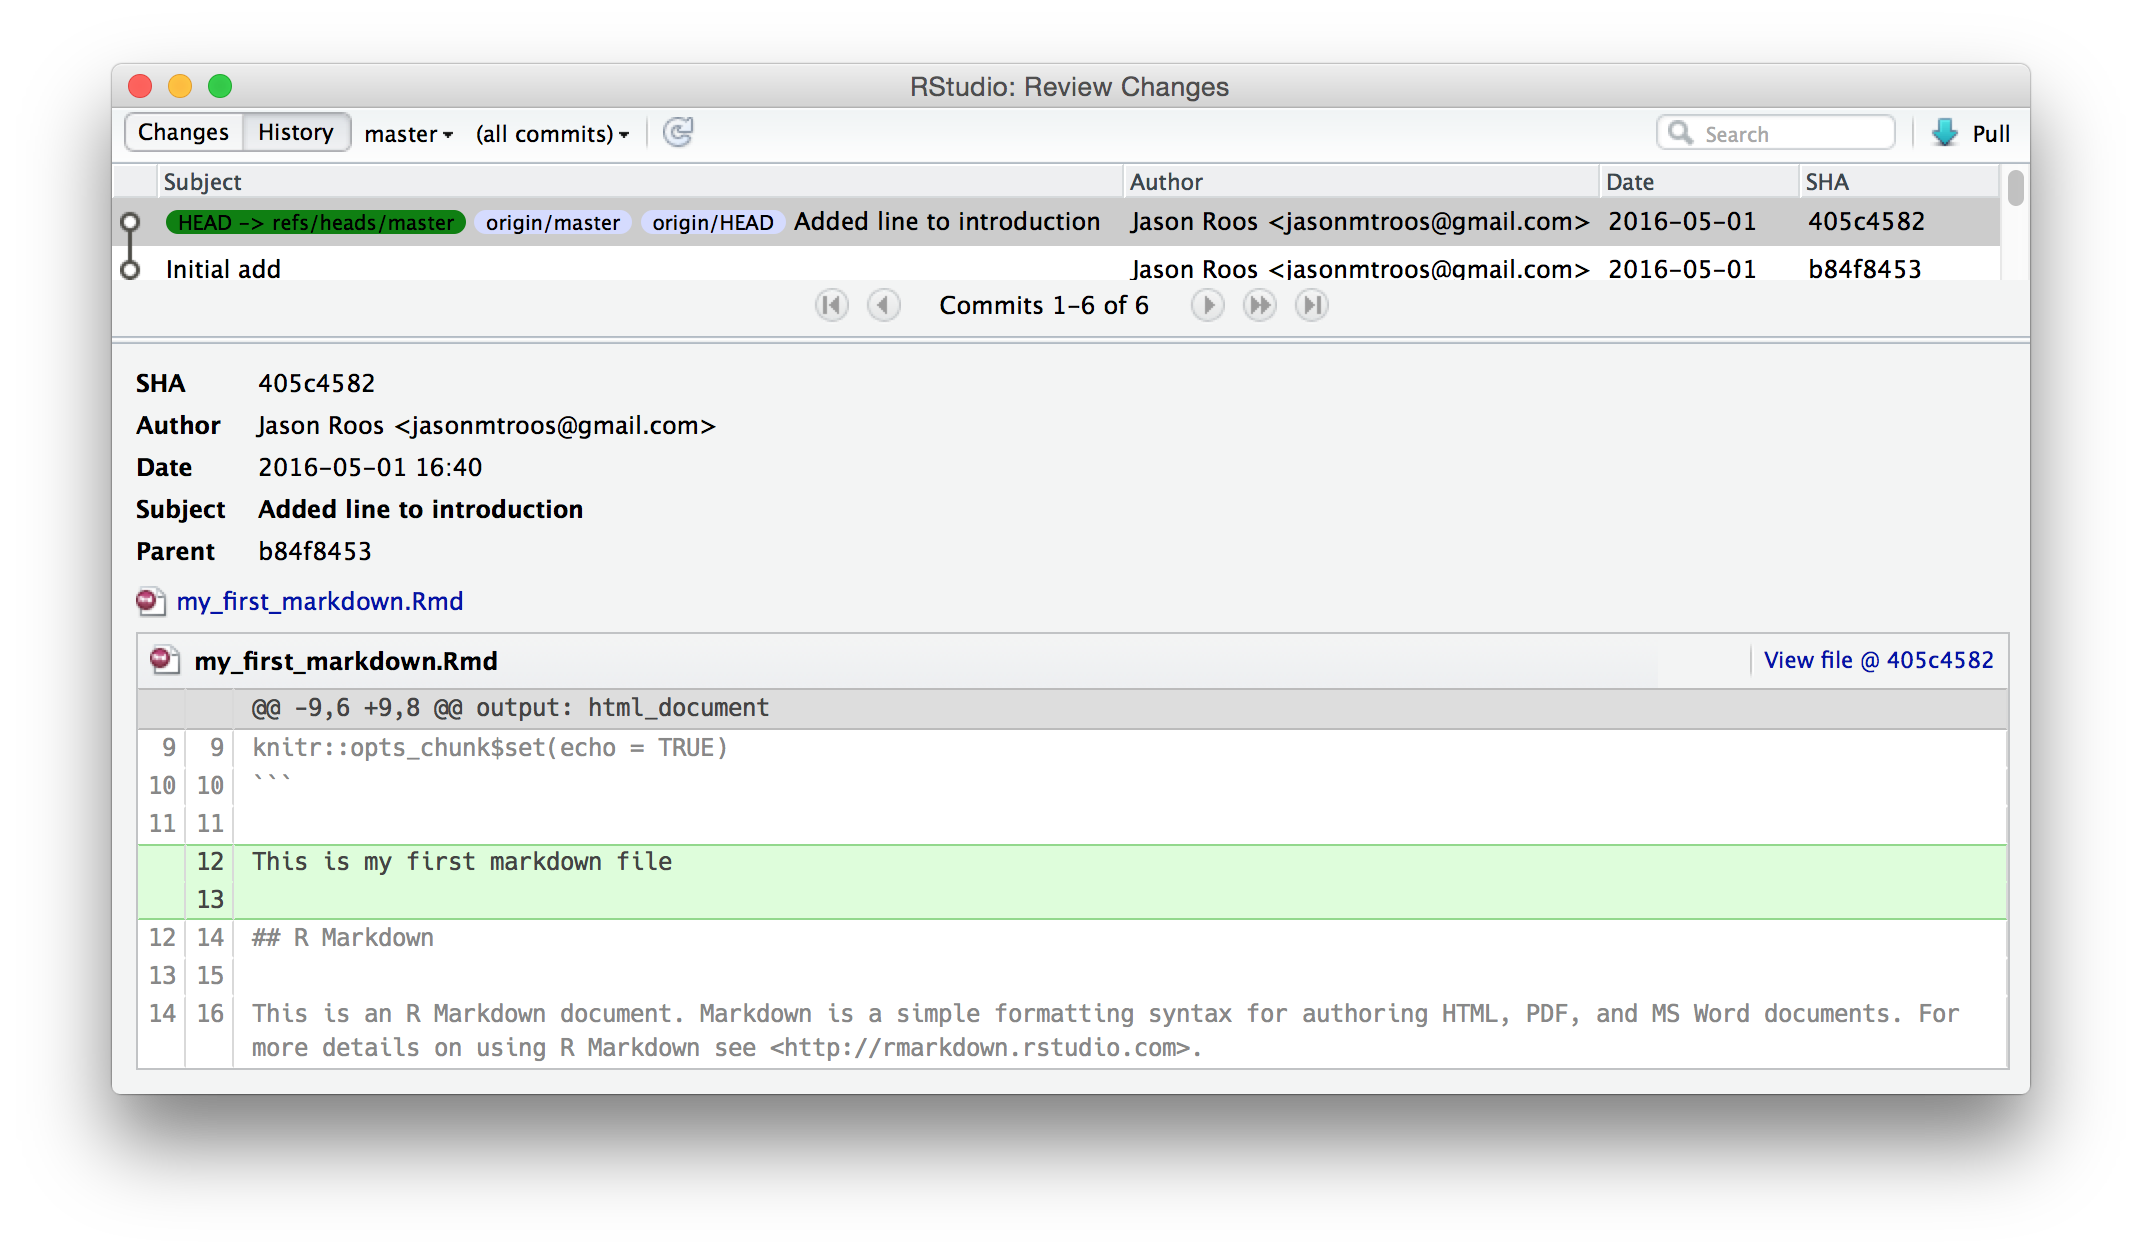 RStudio: Review Changes
Changes History master (all commits) Search Pull
Subject Author Date SHA
HEAD -> refs/heads/master origin/master origin/HEAD Added line to introduction Jason Roos <jasonmtroos@gmail.com> 2016-05-01 405c4582
Initial add Jason Roos <jasonmtroos@gmail.com> 2016-05-01 b84f8453
Commits 1-6 of 6
SHA 405c4582
Author Jason Roos <jasonmtroos@gmail.com>
Date 2016-05-01 16:40
Subject Added line to introduction
Parent b84f8453
my_first_markdown.Rmd
my_first_markdown.Rmd View file @ 405c4582
@@ -9,6 +9,8 @@ output: html_document
9 9 knitr::opts_chunk$set(echo = TRUE)
10 10 ```
11 11
12 This is my first markdown file
13
12 14 ## R Markdown
13 15
14 16 This is an R Markdown document. Markdown is a simple formatting syntax for authoring HTML, PDF, and MS Word documents. For
more details on using R Markdown see <http://rmarkdown.rstudio.com>.